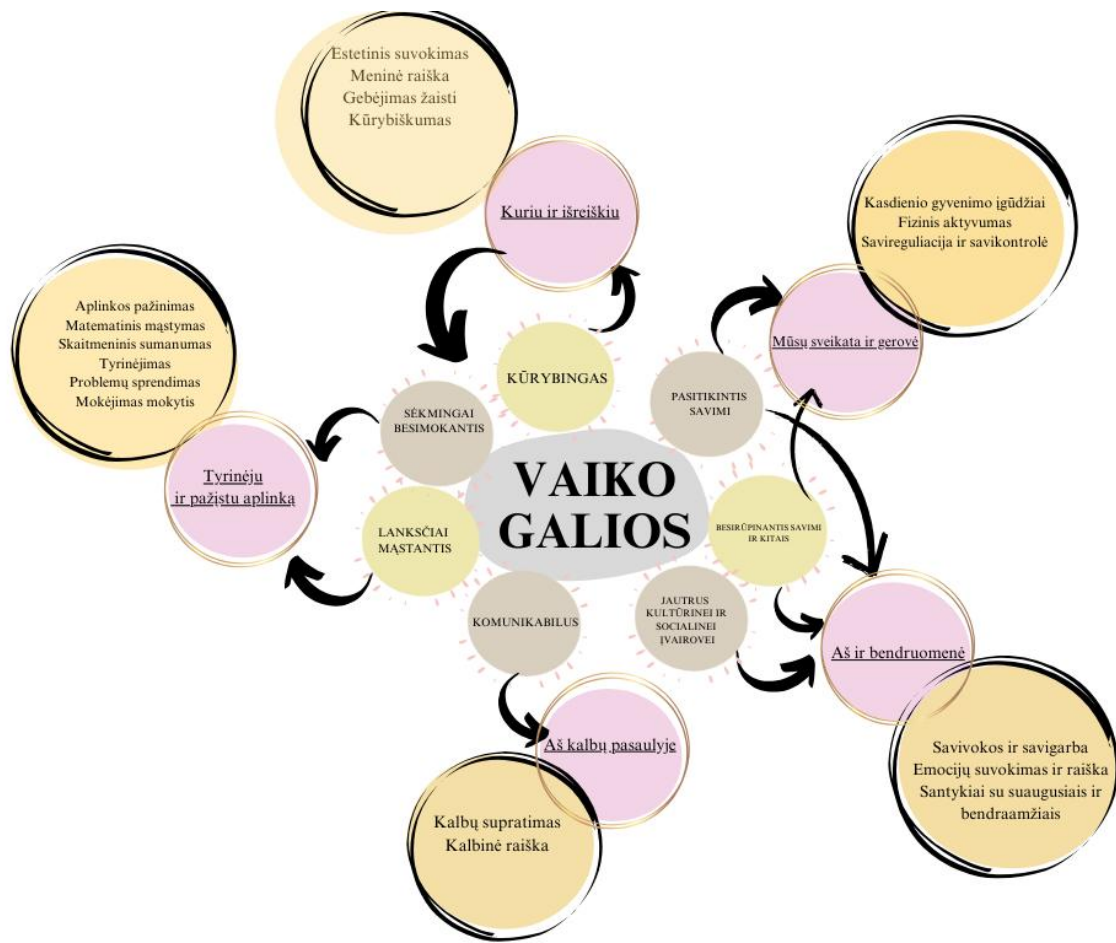 Estetinis suvokimas
Meninė raiška
Gebėjimas žaisti
Kūrybiškumas
Kuriu ir išreiškiu
Kasdienio gyvenimo įgūdžiai
Fizinis aktyvumas
Savireguliacija ir savikontrolė
Mūsų sveikata ir gerovė
Aplinkos pažinimas
Matematinis mąstymas
Skaitmeninis sumanumas
Tyrinėjimas
Problemų sprendimas
Mokėjimas mokytis
Tyrinėju
ir pažįstu aplinką
KŪRYBINGAS
PASITIKINTIS
SAVIMI
SĖKMINGAI
BESIMOKANTIS
VAIKO
GALIOS
LANKSČIAI
MĄSTANTIS
BESIRŪPINANTIS SAVIMI
IR KITAIS
KOMUNIKABILUS
JAUTRUS
KULTŪRINEI IR
SOCIALINEI
ĮVAIROVEI
Aš ir bendruomenė
Savivokos ir savigarba
Emocijų suvokimas ir raiška
Santykiai su suaugusiais ir
bendraamžiais
Aš kalbų pasaulyje
Kalbų supratimas
Kalbinė raiška